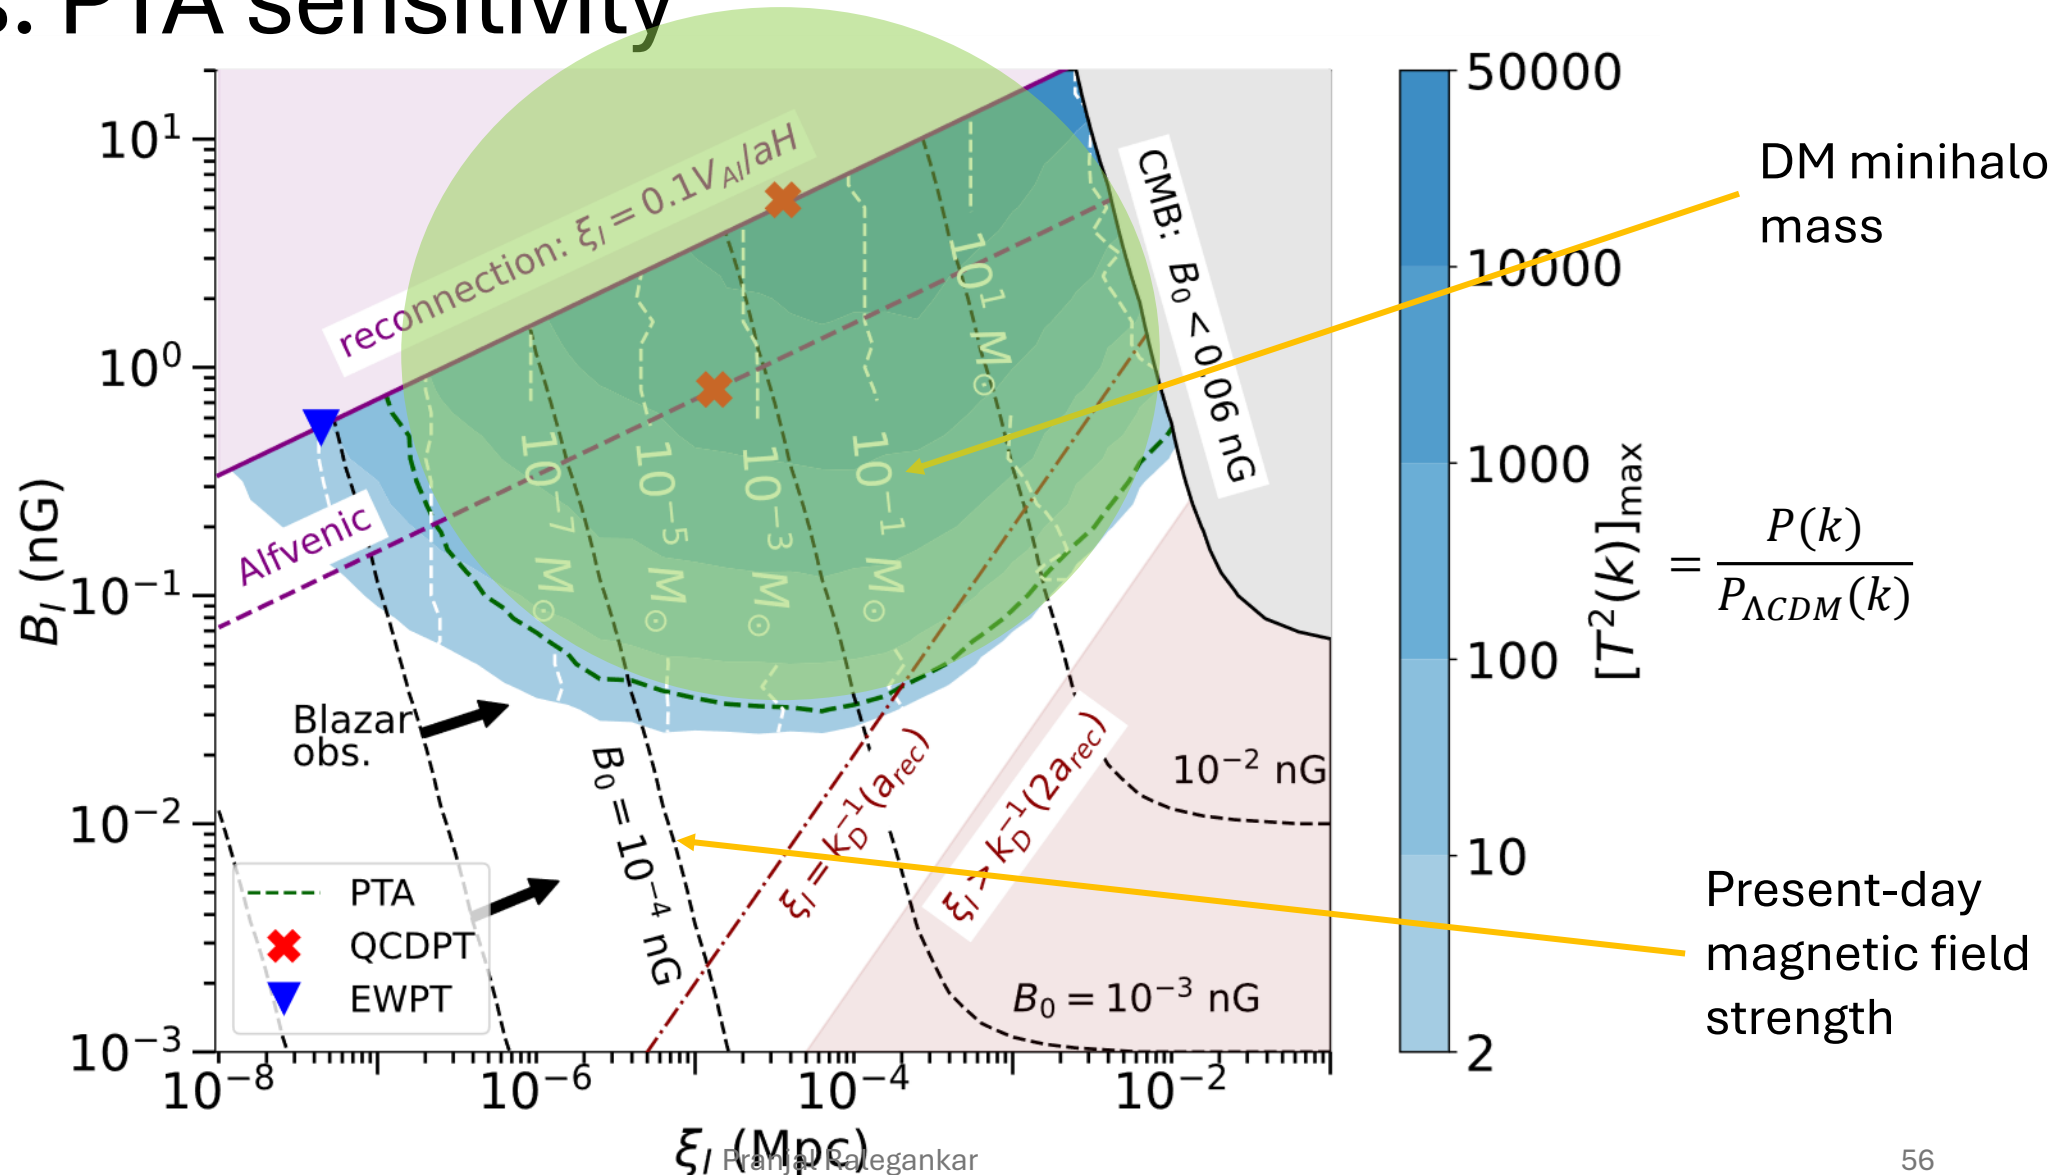 s. PTA sensitivity
10¹
10⁰
10⁻¹
10⁻²
10⁻³
B_I (nG)
10⁻⁸
10⁻⁶
10⁻⁴
10⁻²
ξ_I (Mpc)
reconnection: ξ_I = 0.1V_AI/aH
Alfvenic
CMB: B₀ < 0.06 nG
10⁻⁷ M☉
10⁻⁵ M☉
10⁻³ M☉
10⁻¹ M☉
10¹ M☉
Blazar
obs.
B₀ = 10⁻⁴ nG
ξ_I = k_D⁻¹(a_rec)
ξ_I > k_D⁻¹(2a_rec)
10⁻² nG
B₀ = 10⁻³ nG
PTA
QCDPT
EWPT
50000
10000
1000
100
10
2
[T²(k)]_max
= P(k) / P_ΛCDM(k)
DM minihalo
mass
Present-day
magnetic field
strength
Pranjal Ralegankar
56